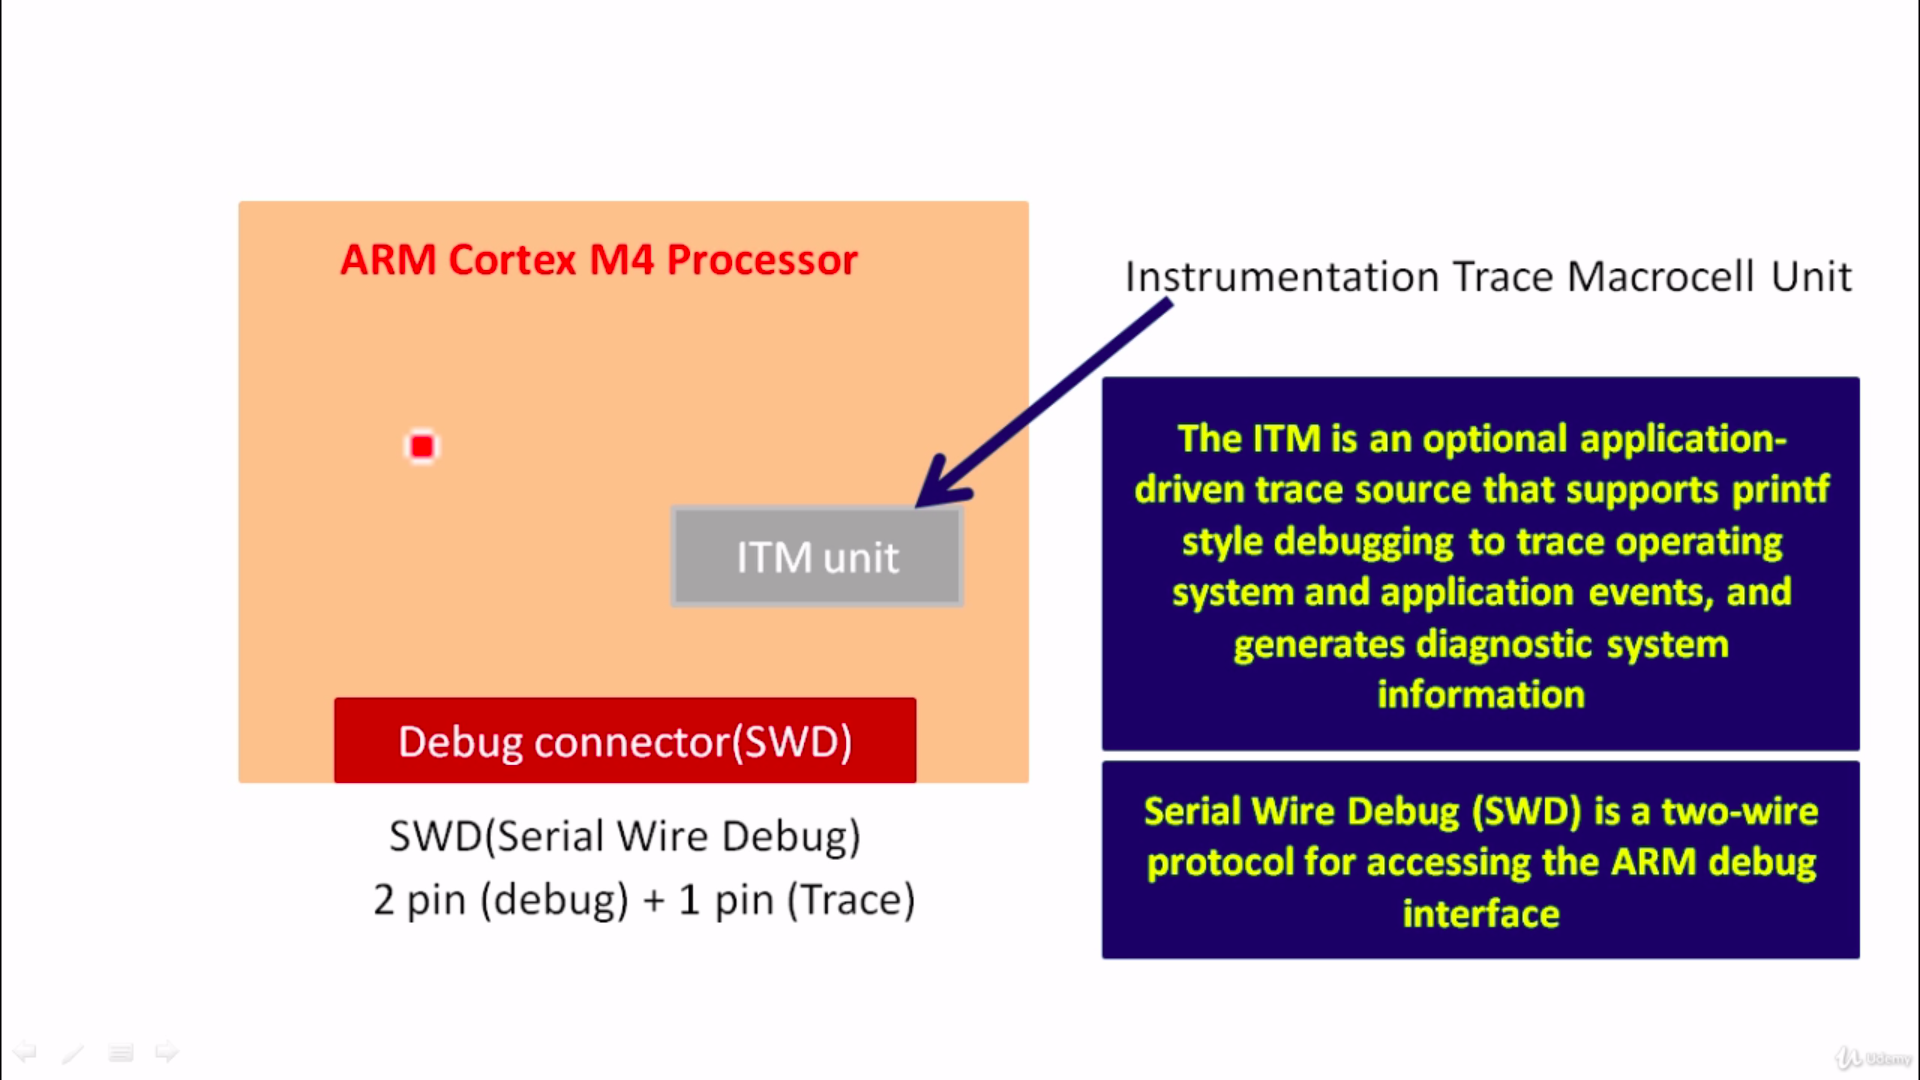 ARM Cortex M4 Processor
Instrumentation Trace Macrocell Unit
ITM unit
Debug connector(SWD)
SWD(Serial Wire Debug)
2 pin (debug) + 1 pin (Trace)
The ITM is an optional application-
driven trace source that supports printf
style debugging to trace operating
system and application events, and
generates diagnostic system
information
Serial Wire Debug (SWD) is a two-wire
protocol for accessing the ARM debug
interface
Udemy